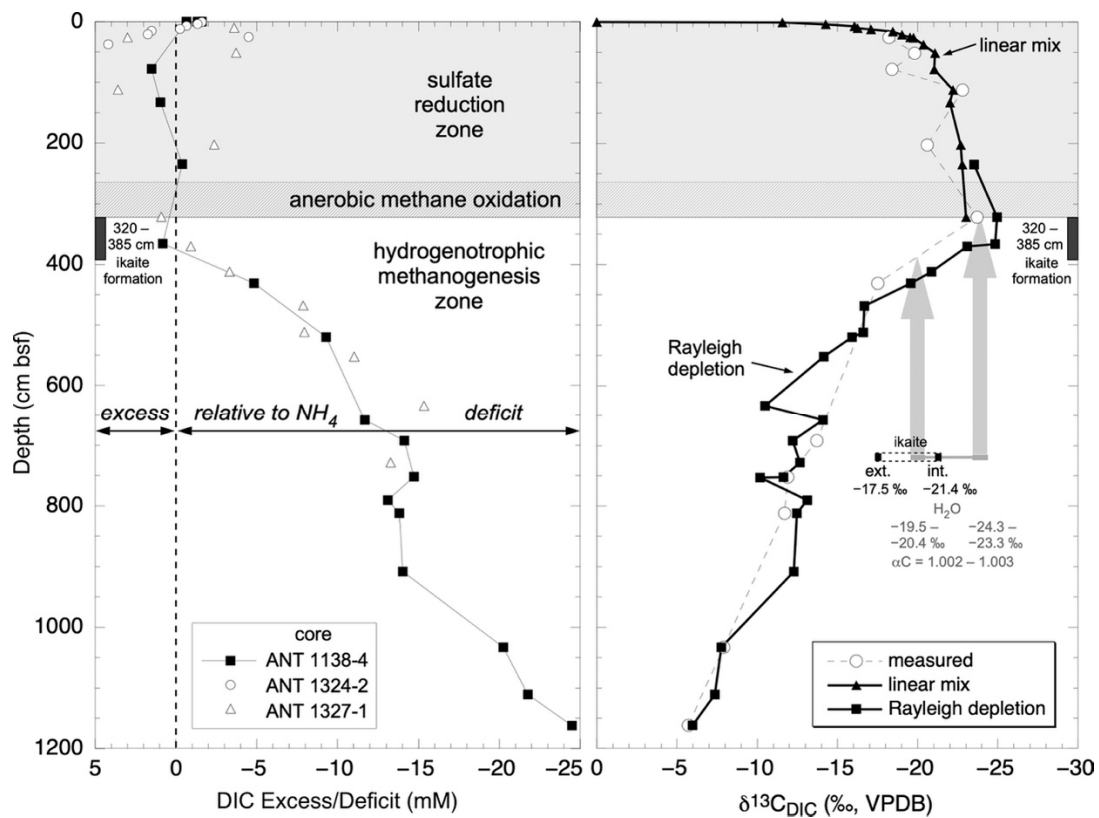 0
200
400
600
800
1000
1200
Depth (cm bsf)
sulfate
reduction
zone
anerobic methane oxidation
320 –
385 cm
ikaite
formation
hydrogenotrophic
methanogenesis
zone
excess
relative to NH4
deficit
core
ANT 1138-4
ANT 1324-2
ANT 1327-1
5
0
−5
−10
−15
−20
−25
DIC Excess/Deficit (mM)
linear mix
320 –
385 cm
ikaite
formation
Rayleigh
depletion
ikaite
ext.
int.
−17.5 ‰
−21.4 ‰
H2O
−19.5 –
−24.3 –
−20.4 ‰
−23.3 ‰
αC = 1.002 – 1.003
measured
linear mix
Rayleigh depletion
0
−5
−10
−15
−20
−25
−30
δ13CDIC (‰, VPDB)